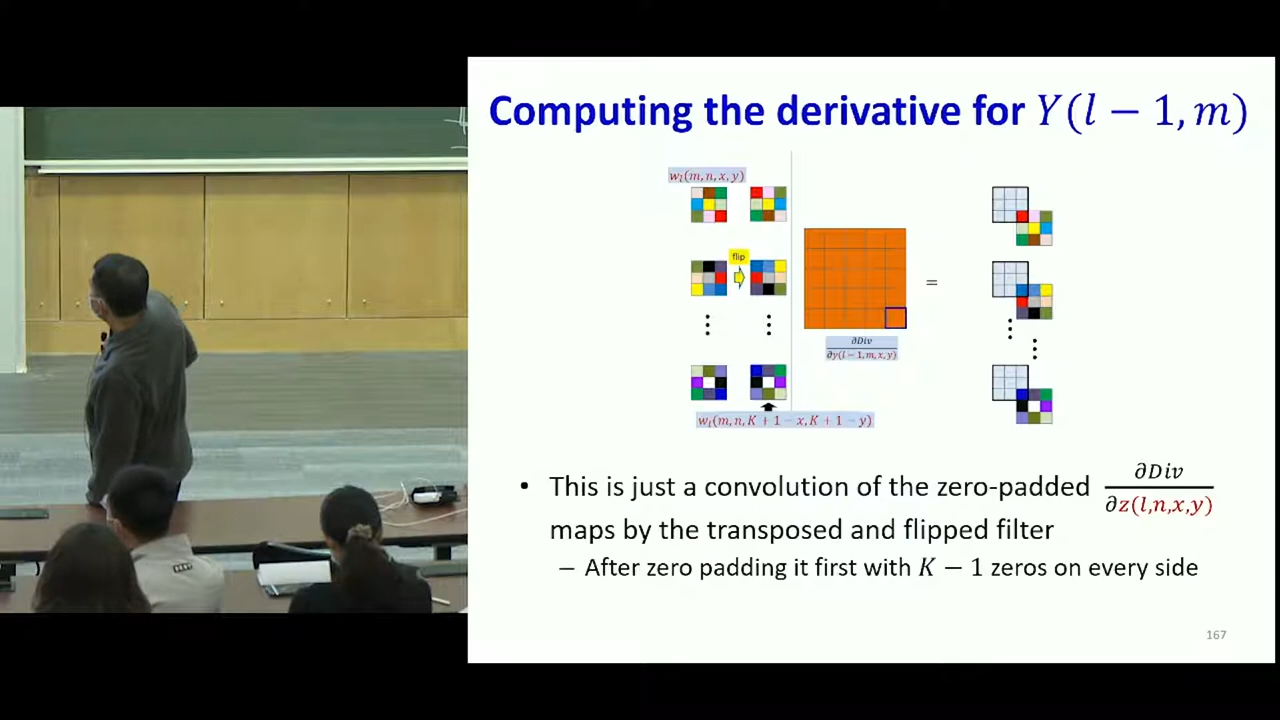 Computing the derivative for Y(l − 1, m)
wₗ(m, n, x, y)
flip
=
∂Div
∂y(l−1,m,x,y)
wₗ(m, n, K + 1 − x, K + 1 − y)
• This is just a convolution of the zero-padded ∂Div / ∂z(l,n,x,y)
maps by the transposed and flipped filter
– After zero padding it first with K − 1 zeros on every side
167